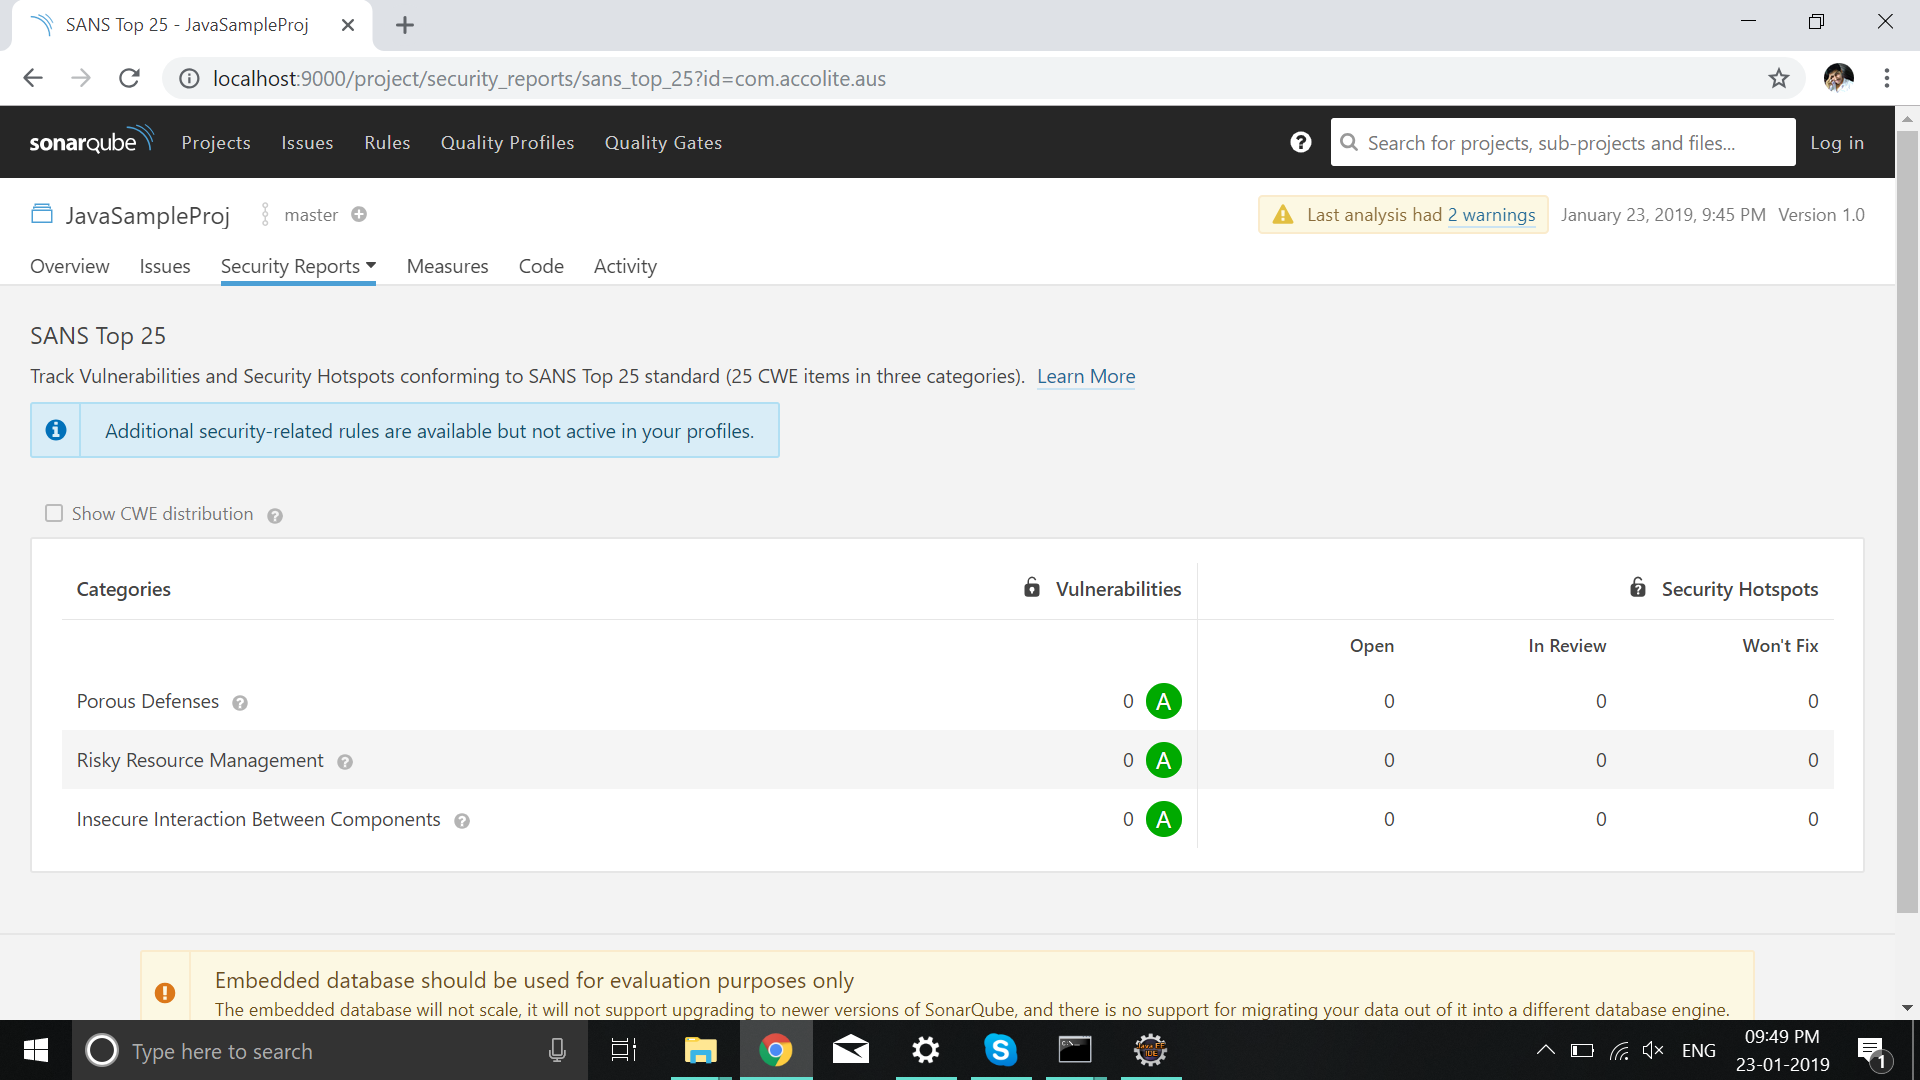 SANS Top 25 - JavaSampleProj
localhost:9000/project/security_reports/sans_top_25?id=com.accolite.aus
sonarqube Projects Issues Rules Quality Profiles Quality Gates Search for projects, sub-projects and files... Log in
JavaSampleProj master Last analysis had 2 warnings January 23, 2019, 9:45 PM Version 1.0
Overview Issues Security Reports Measures Code Activity
SANS Top 25
Track Vulnerabilities and Security Hotspots conforming to SANS Top 25 standard (25 CWE items in three categories). Learn More
Additional security-related rules are available but not active in your profiles.
Show CWE distribution
Categories Vulnerabilities Security Hotspots
Open In Review Won't Fix
Porous Defenses 0 A 0 0 0
Risky Resource Management 0 A 0 0 0
Insecure Interaction Between Components 0 A 0 0 0
Embedded database should be used for evaluation purposes only
The embedded database will not scale, it will not support upgrading to newer versions of SonarQube, and there is no support for migrating your data out of it into a different database engine.
Type here to search ENG 09:49 PM
23-01-2019 1